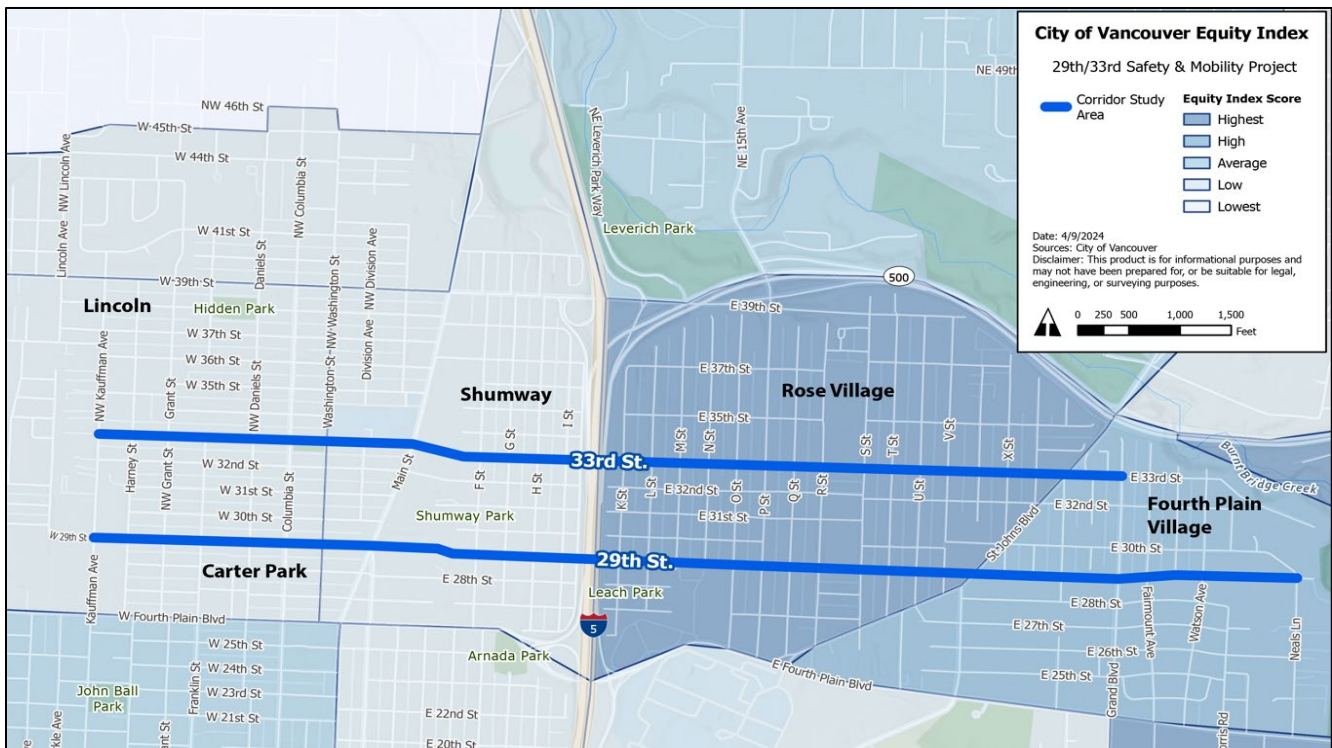 City of Vancouver Equity Index
29th/33rd Safety & Mobility Project
Corridor Study
Area
Equity Index Score
Highest
High
Average
Low
Lowest
Date: 4/9/2024
Sources: City of Vancouver
Disclaimer: This product is for informational purposes and
may not have been prepared for, or be suitable for legal,
engineering, or surveying purposes.
0 250 500 1,000 1,500
Feet
NW 46th St
W 45th St
W 44th St
NW Lincoln Ave
Lincoln Ave
NW Columbia St
W 41st St
Daniels St
NW Division Ave
Division Ave
NW Washington St
Washington St
W 39th St
Lincoln
Hidden Park
W 37th St
W 36th St
W 35th St
NW Kauffman Ave
Grant St
NW Daniels St
Harney St
NW Grant St
W 32nd St
W 31st St
W 30th St
Columbia St
Main St
W 29th St
Carter Park
Kauffman Ave
W Fourth Plain Blvd
W 25th St
W 24th St
W 23rd St
W 21st St
Franklin St
John Ball
Park
NE Leverich Park Way
NE 15th Ave
NE 49th
Leverich Park
500
E 39th St
E 37th St
E 35th St
Shumway
Rose Village
I St
G St
F St
H St
33rd St.
K St
L St
M St
N St
O St
P St
Q St
R St
S St
T St
U St
V St
X St
E 32nd St
E 31st St
Shumway Park
29th St.
E 28th St
Leach Park
5
Arnada Park
E 22nd St
E 20th St
E Fourth Plain Blvd
St Johns Blvd
E 33rd St
E 32nd St
Burnt Bridge Creek
Fourth Plain
Village
E 30th St
E 28th St
E 27th St
E 26th St
E 25th St
Grand Blvd
Fairmount Ave
Watson Ave
Neals Ln